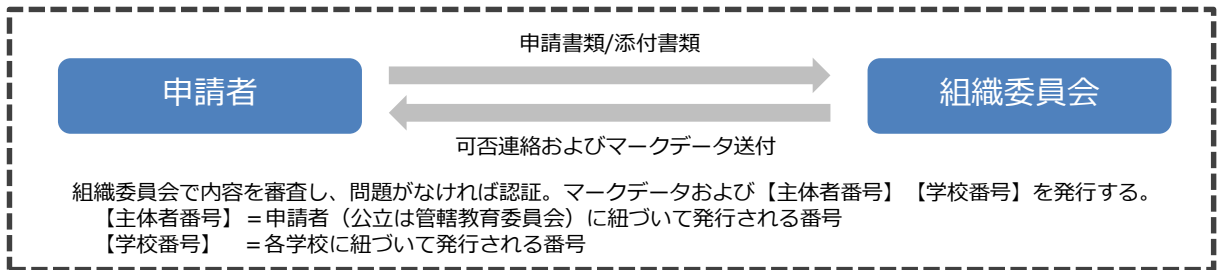 申請書類/添付書類
申請者
組織委員会
可否連絡およびマークデータ送付
組織委員会で内容を審査し、問題がなければ認証。マークデータおよび【主体者番号】【学校番号】を発行する。
【主体者番号】＝申請者（公立は管轄教育委員会）に紐づいて発行される番号
【学校番号】　＝各学校に紐づいて発行される番号